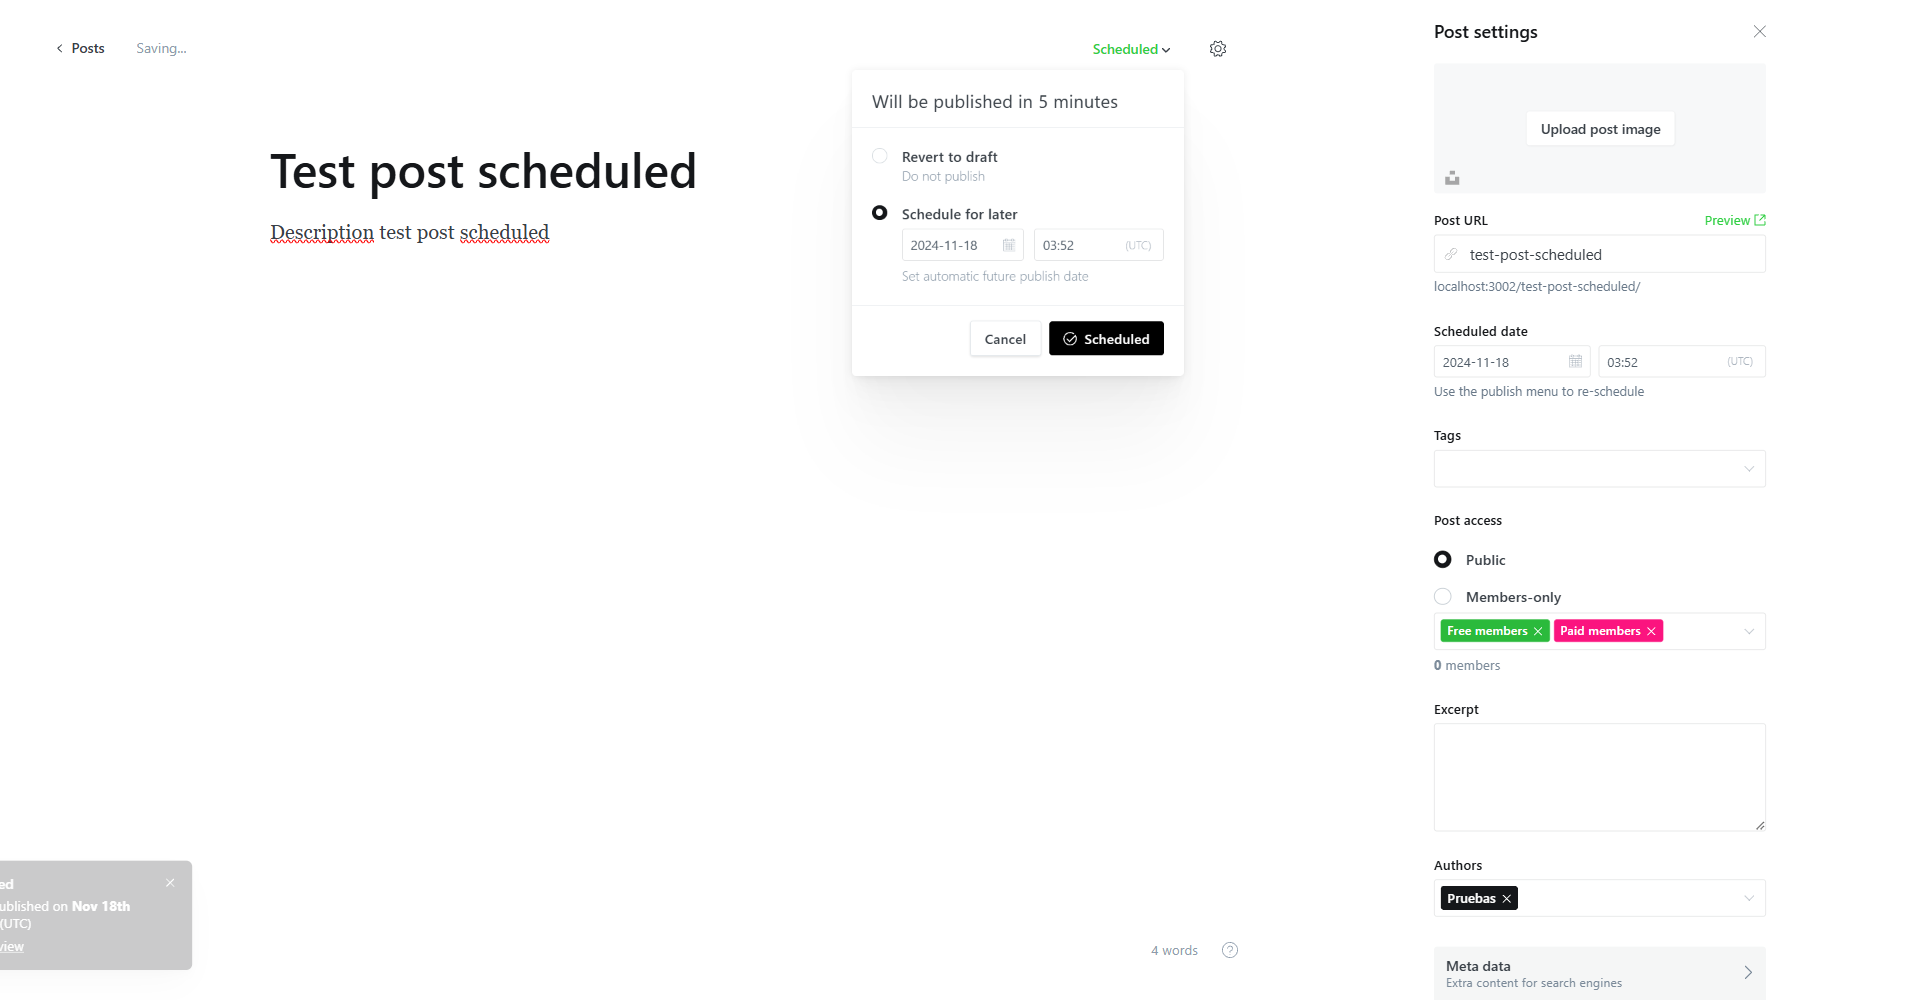 Posts
Saving...
Scheduled
Will be published in 5 minutes
Revert to draft
Do not publish
Schedule for later
2024-11-18
03:52
(UTC)
Set automatic future publish date
Cancel
Scheduled
Test post scheduled
Description test post scheduled
ed
ublished on Nov 18th
(UTC)
view
4 words
?
Post settings
Upload post image
Post URL
Preview
test-post-scheduled
localhost:3002/test-post-scheduled/
Scheduled date
2024-11-18
03:52
(UTC)
Use the publish menu to re-schedule
Tags
Post access
Public
Members-only
Free members
Paid members
0 members
Excerpt
Authors
Pruebas
Meta data
Extra content for search engines